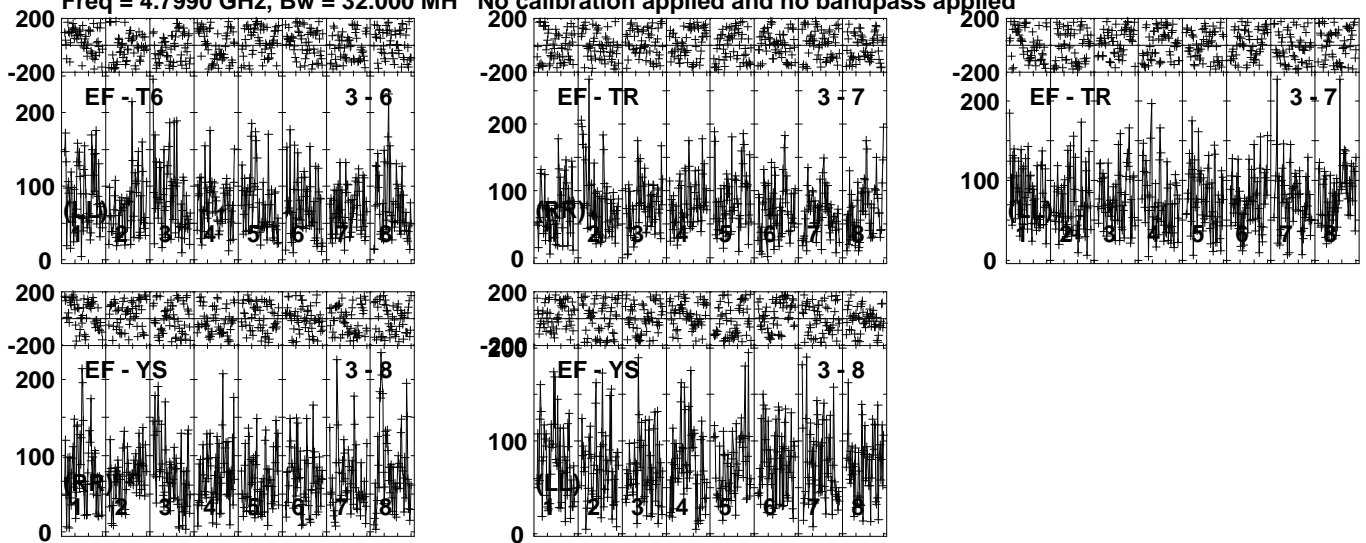 Freq = 4.7990 GHz, Bw = 32.000 MH No calibration applied and no bandpass applied
200
-200
EF - T6 3 - 6
200
100
(LL)
1 2 3 4 5 6 7 8
0
200
-200
EF - TR 3 - 7
200
100
(RR)
1 2 3 4 5 6 7 8
0
200
-200
EF - TR 3 - 7
200
100
(LL)
1 2 3 4 5 6 7 8
0
200
-200
EF - YS 3 - 8
200
100
(RR)
1 2 3 4 5 6 7 8
0
200
-200
200
EF - YS 3 - 8
100
(LL)
1 2 3 4 5 6 7 8
0